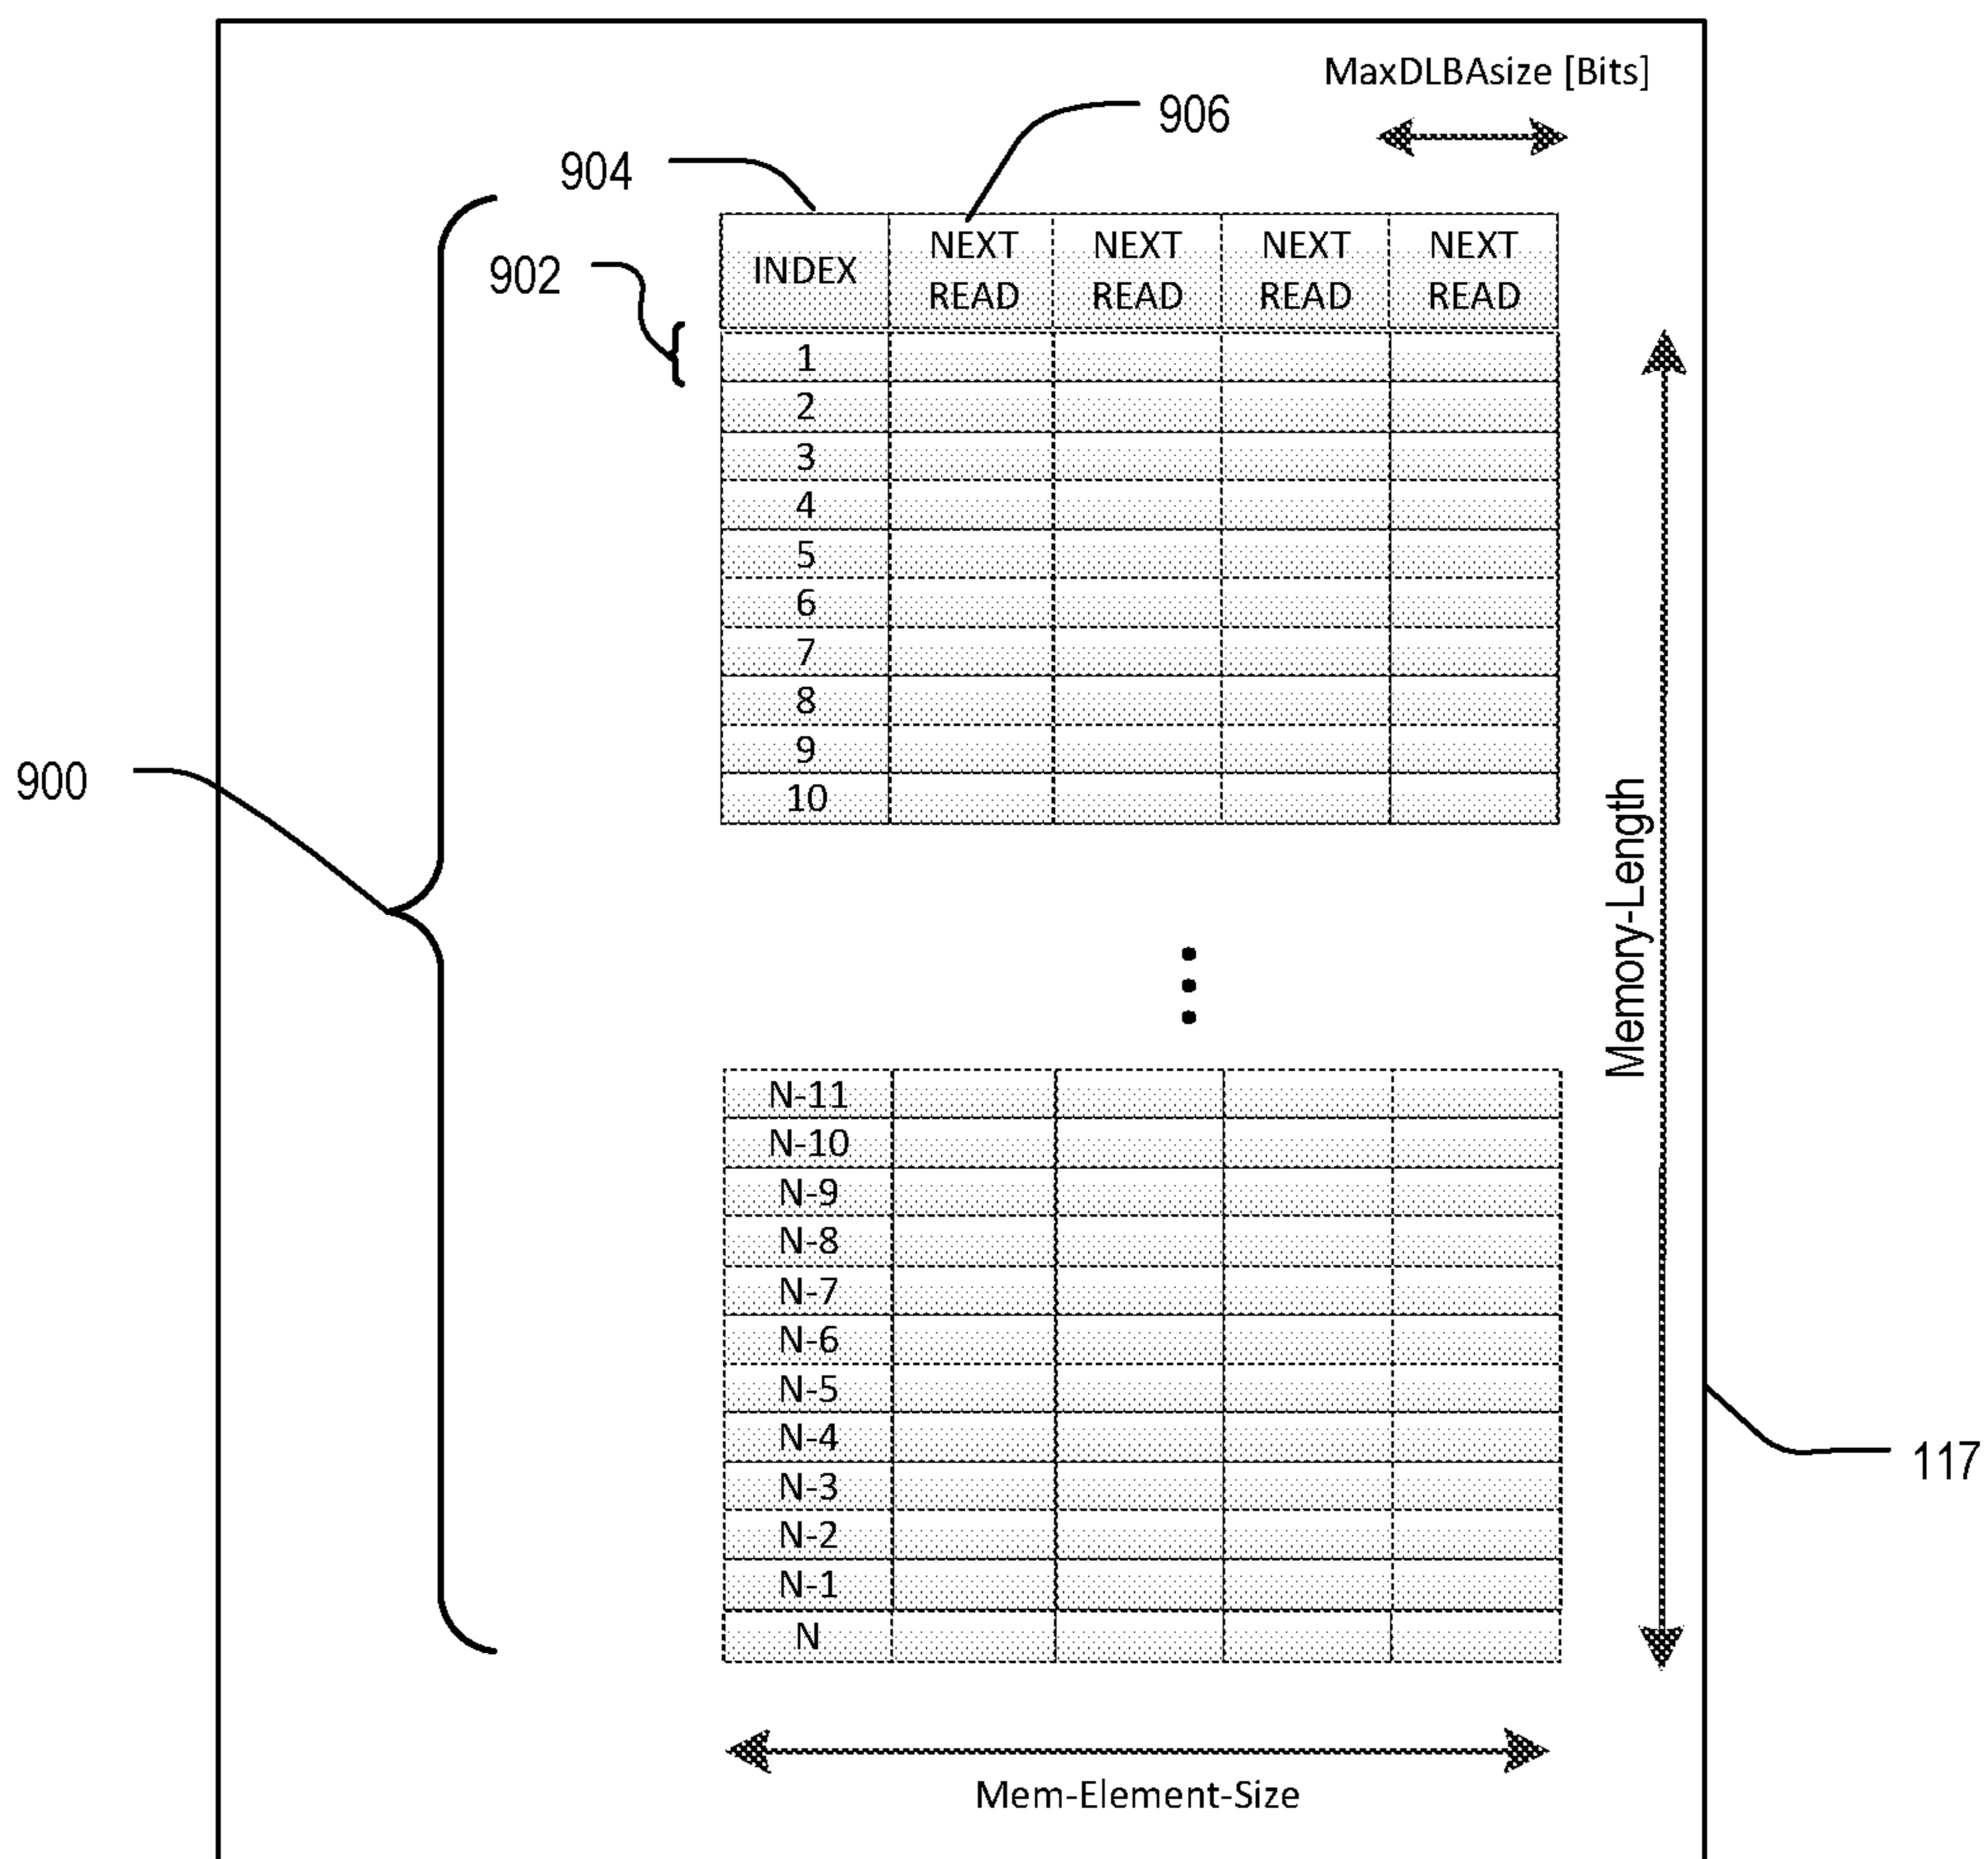 MaxDLBAsize [Bits]
906
904
902
INDEX NEXT READ NEXT READ NEXT READ NEXT READ
1
2
3
4
5
6
7
8
9
10
900
Memory-Length
N-11
N-10
N-9
N-8
N-7
N-6
N-5
N-4
N-3
N-2
N-1
N
117
Mem-Element-Size